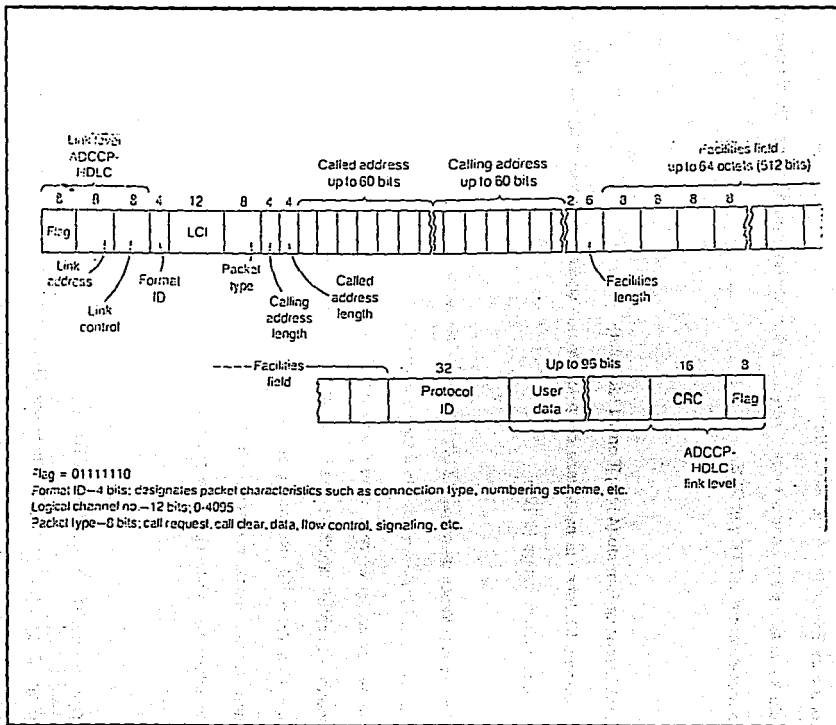 Link level
ADCCP-
HDLC
Called address
up to 60 bits
Calling address
up to 60 bits
Facilities field
up to 64 octets (512 bits)
8 8 8 4 12 8 4 4 2 6 8 8 8 8
Flag LCI
Link
address
Link
control
Format
ID
Packet
type
Calling
address
length
Called
address
length
Facilities
length
Facilities
field
32 Up to 96 bits 16 8
Protocol
ID
User
data
CRC Flag
ADCCP-
HDLC
link level
Flag = 01111110
Format ID—4 bits; designates packet characteristics such as connection type, numbering scheme, etc.
Logical channel no.—12 bits; 0-4095
Packet type—8 bits; call request, call clear, data, flow control, signaling, etc.